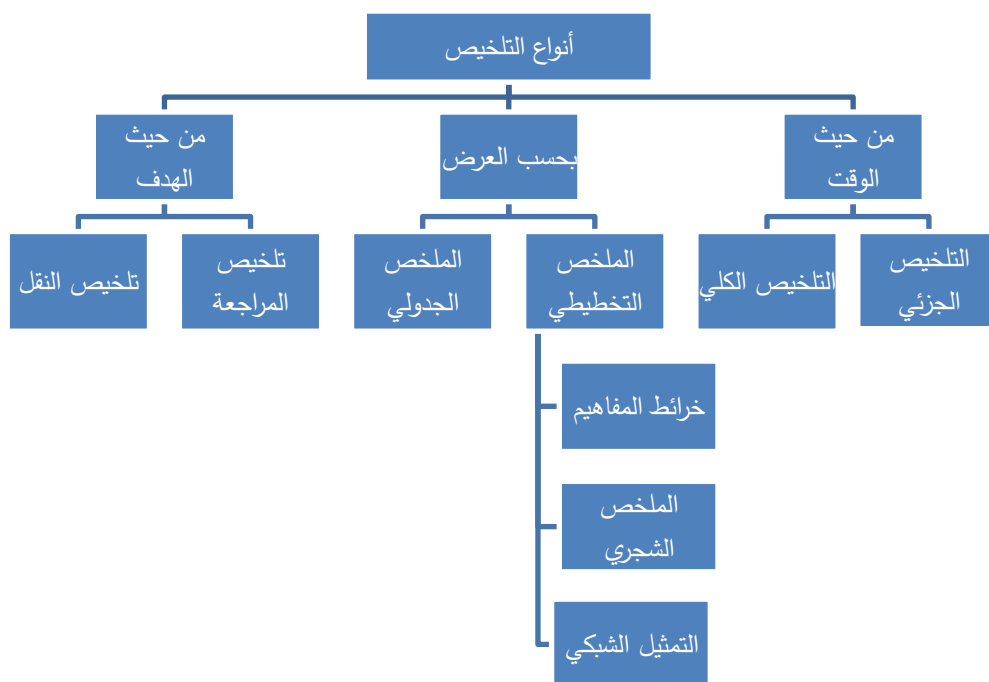 أنواع التلخيص
من حيث
الوقت
بحسب العرض
من حيث
الهدف
التلخيص
الجزئي
التلخيص الكلي
الملخص
التخطيطي
الملخص
الجدولي
تلخيص
المراجعة
تلخيص النقل
خرائط المفاهيم
الملخص
الشجري
التمثيل الشبكي